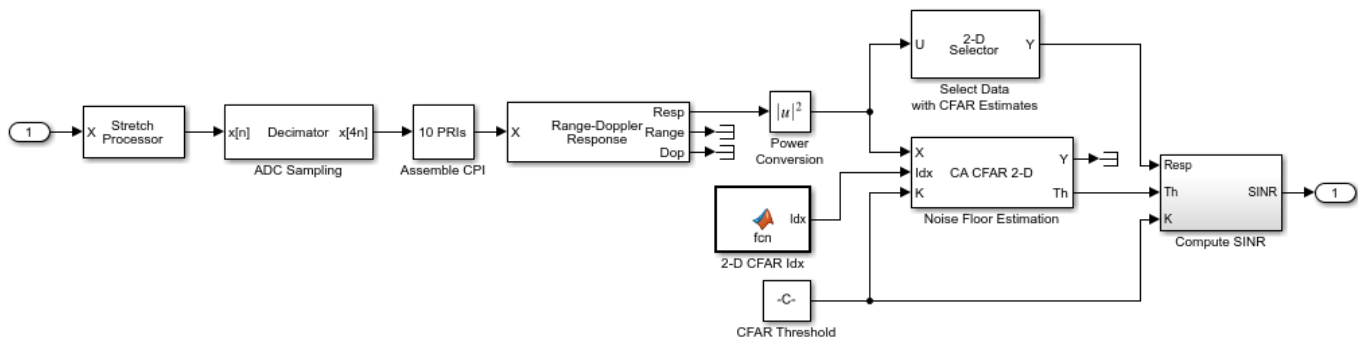 1
X
Stretch
Processor
x[n]
Decimator
x[4n]
ADC Sampling
10 PRIs
Assemble CPI
X
Range-Doppler
Response
Resp
Range
Dop
|u|²
Power
Conversion
U
2-D
Selector
Y
Select Data
with CFAR Estimates
X
Idx
K
CA CFAR 2-D
Y
Th
Noise Floor Estimation
Idx
fcn
2-D CFAR Idx
-C-
CFAR Threshold
Resp
Th
K
SINR
Compute SINR
1